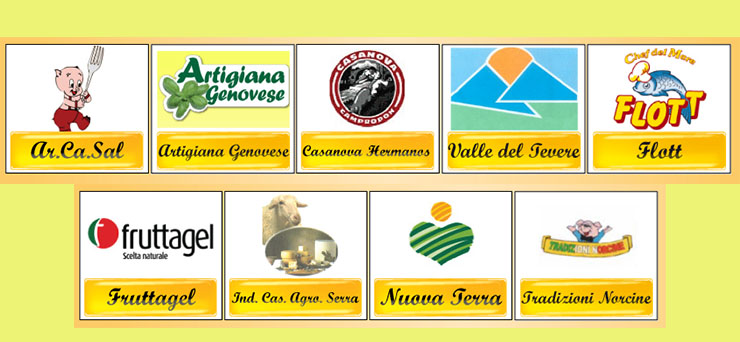 Artigiana
Genovese
CASANOVA
CAMPRODON
Chef del Mare
FLOTT
Ar.Ca.Sal
Artigiana Genovese
Casanova Hermanos
Valle del Tevere
Flott
fruttagel
Scelta naturale
TRADIZIONI NORCINE
Fruttagel
Ind. Cas. Agro. Serra
Nuova Terra
Tradizioni Norcine